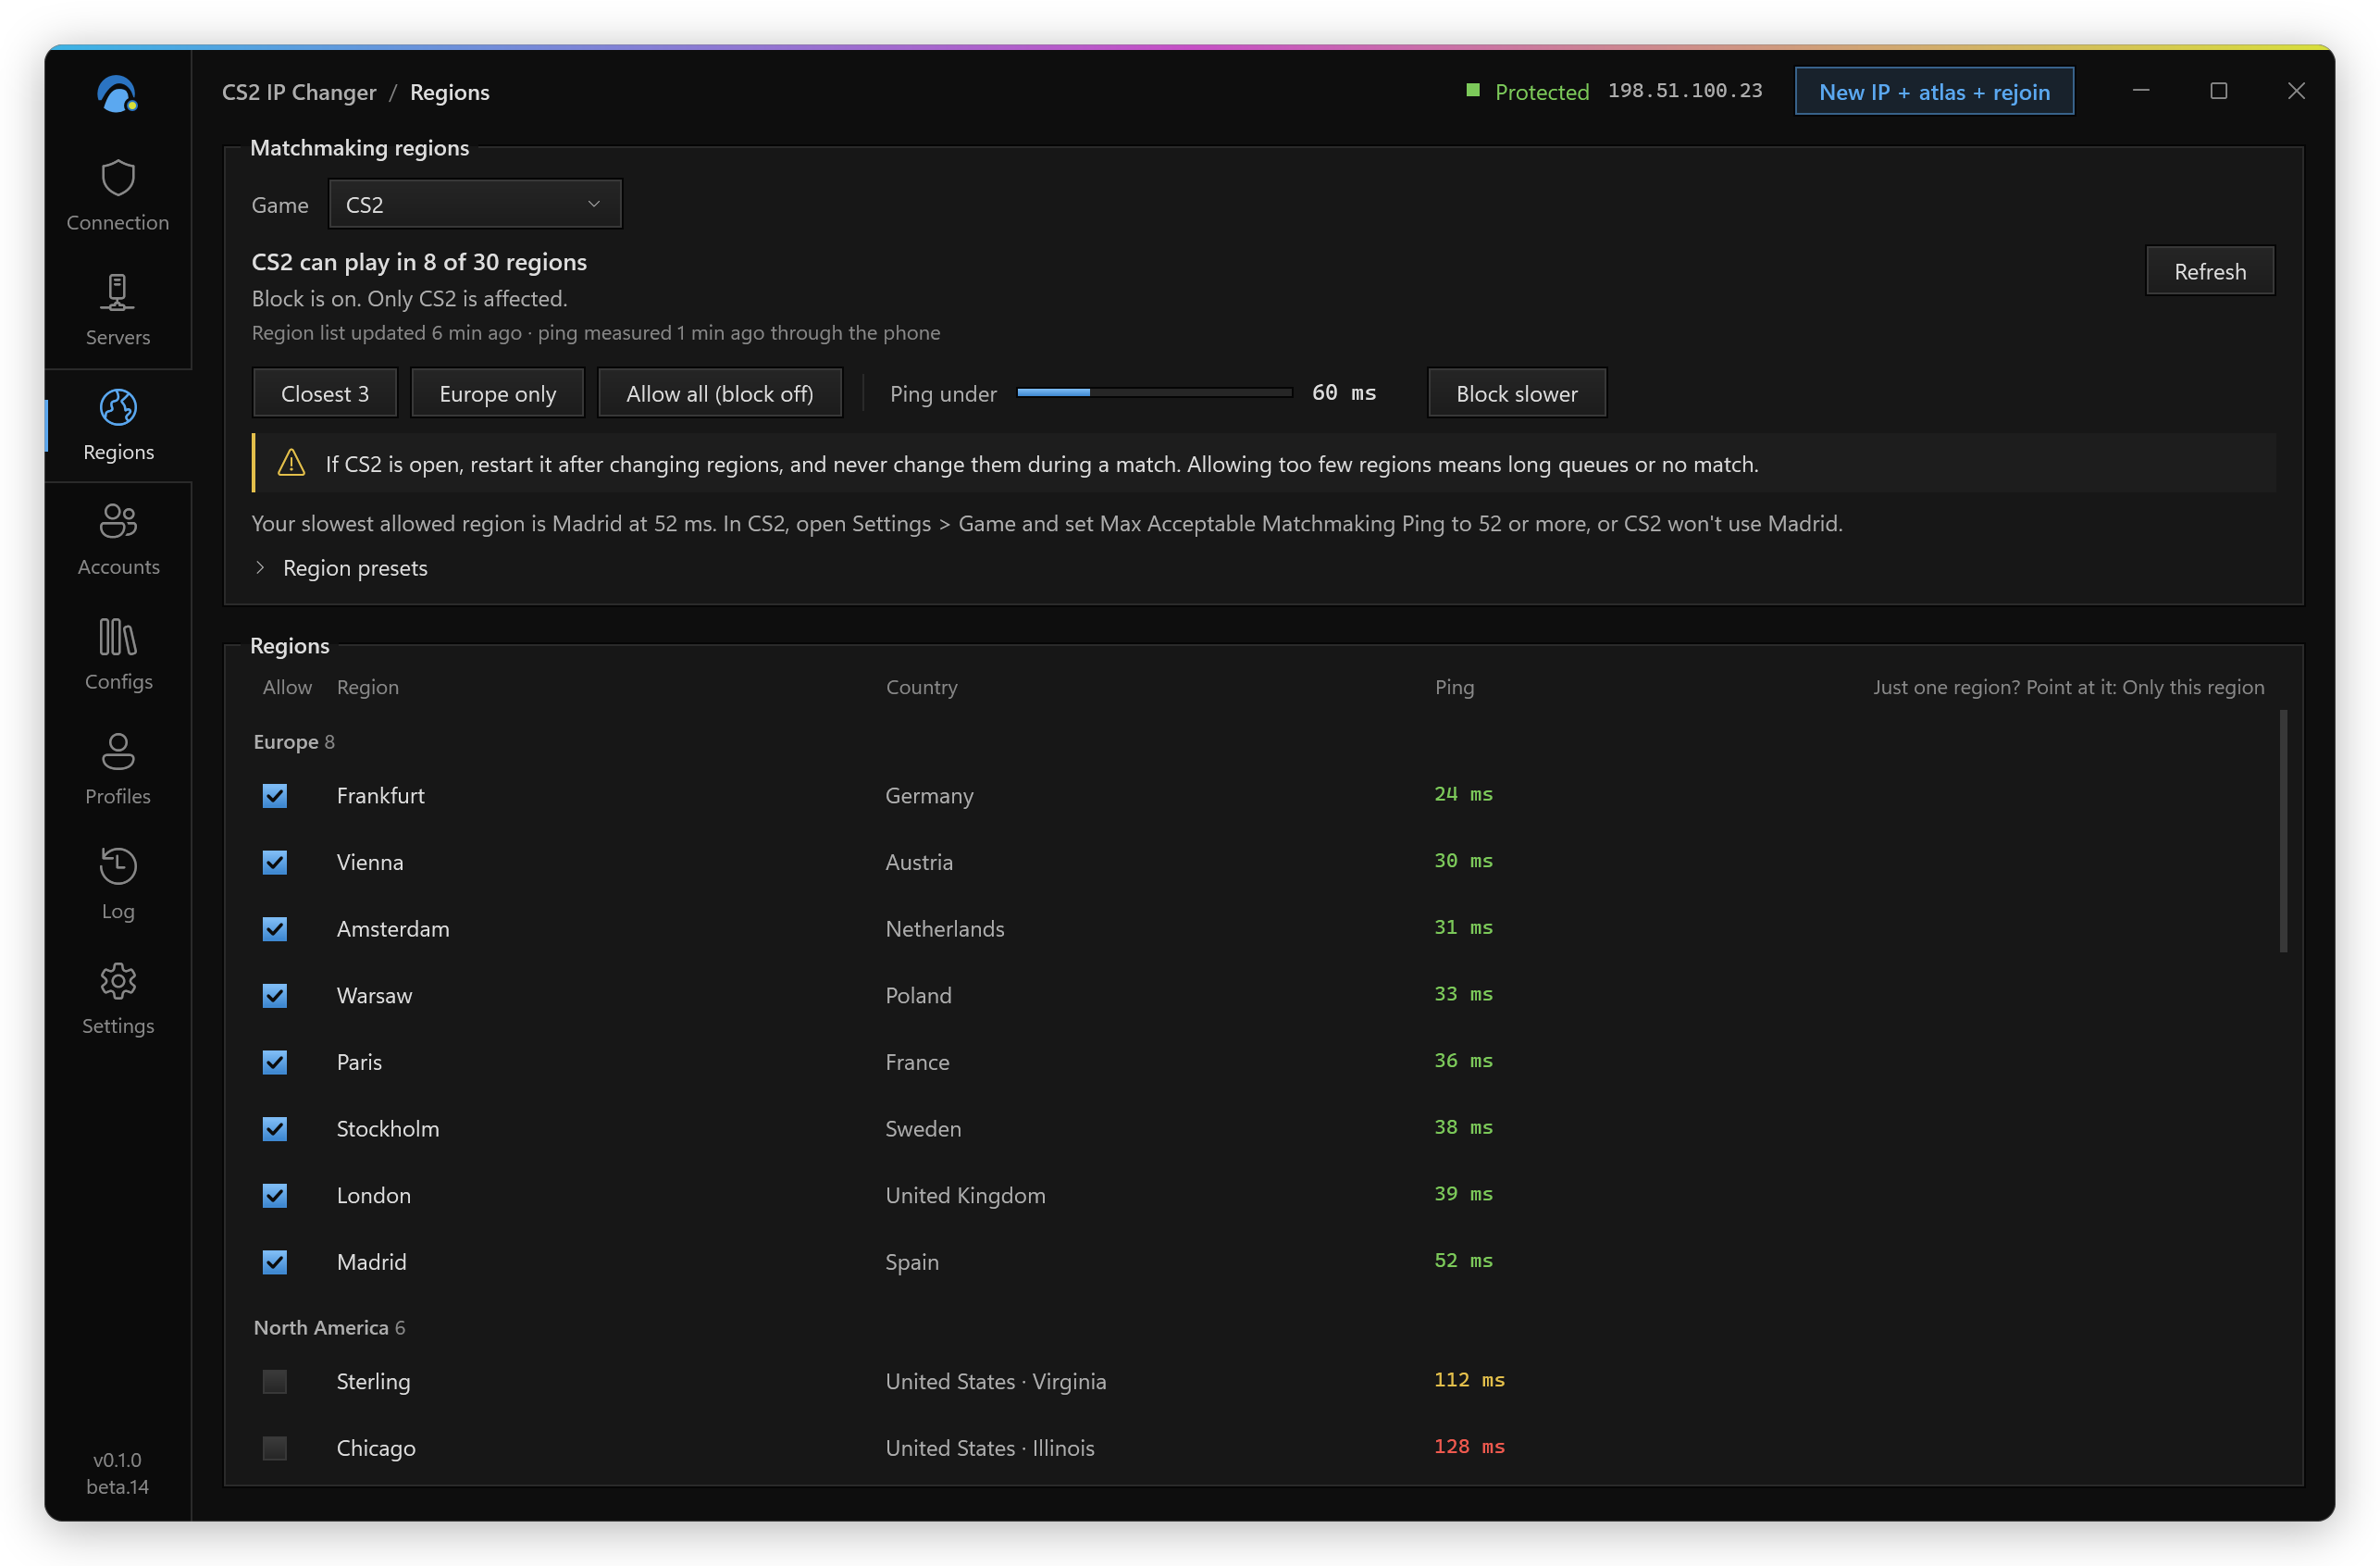 CS2 IP Changer / Regions
Protected 198.51.100.23 New IP + atlas + rejoin
Connection
Servers
Regions
Accounts
Configs
Profiles
Log
Settings
v0.1.0
beta.14
Matchmaking regions
Game CS2
CS2 can play in 8 of 30 regions
Refresh
Block is on. Only CS2 is affected.
Region list updated 6 min ago · ping measured 1 min ago through the phone
Closest 3 Europe only Allow all (block off) Ping under 60 ms Block slower
If CS2 is open, restart it after changing regions, and never change them during a match. Allowing too few regions means long queues or no match.
Your slowest allowed region is Madrid at 52 ms. In CS2, open Settings > Game and set Max Acceptable Matchmaking Ping to 52 or more, or CS2 won't use Madrid.
Region presets
Regions
Allow Region Country Ping Just one region? Point at it: Only this region
Europe 8
Frankfurt Germany 24 ms
Vienna Austria 30 ms
Amsterdam Netherlands 31 ms
Warsaw Poland 33 ms
Paris France 36 ms
Stockholm Sweden 38 ms
London United Kingdom 39 ms
Madrid Spain 52 ms
North America 6
Sterling United States · Virginia 112 ms
Chicago United States · Illinois 128 ms